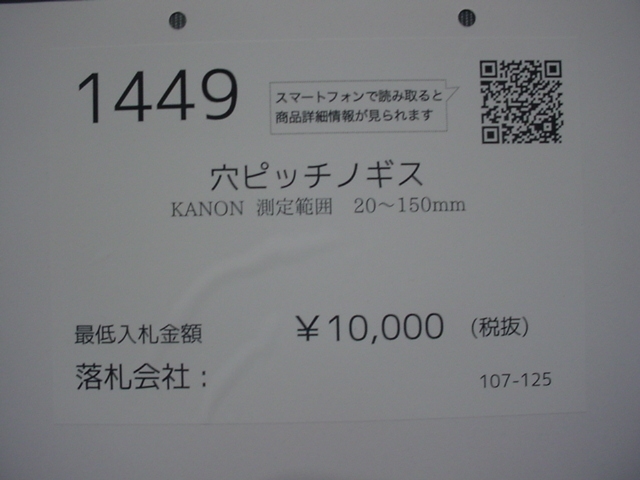 1449
スマートフォンで読み取ると
商品詳細情報が見られます
穴ピッチノギス
KANON 測定範囲 20～150mm
最低入札金額 ￥10,000 (税抜)
落札会社：
107-125